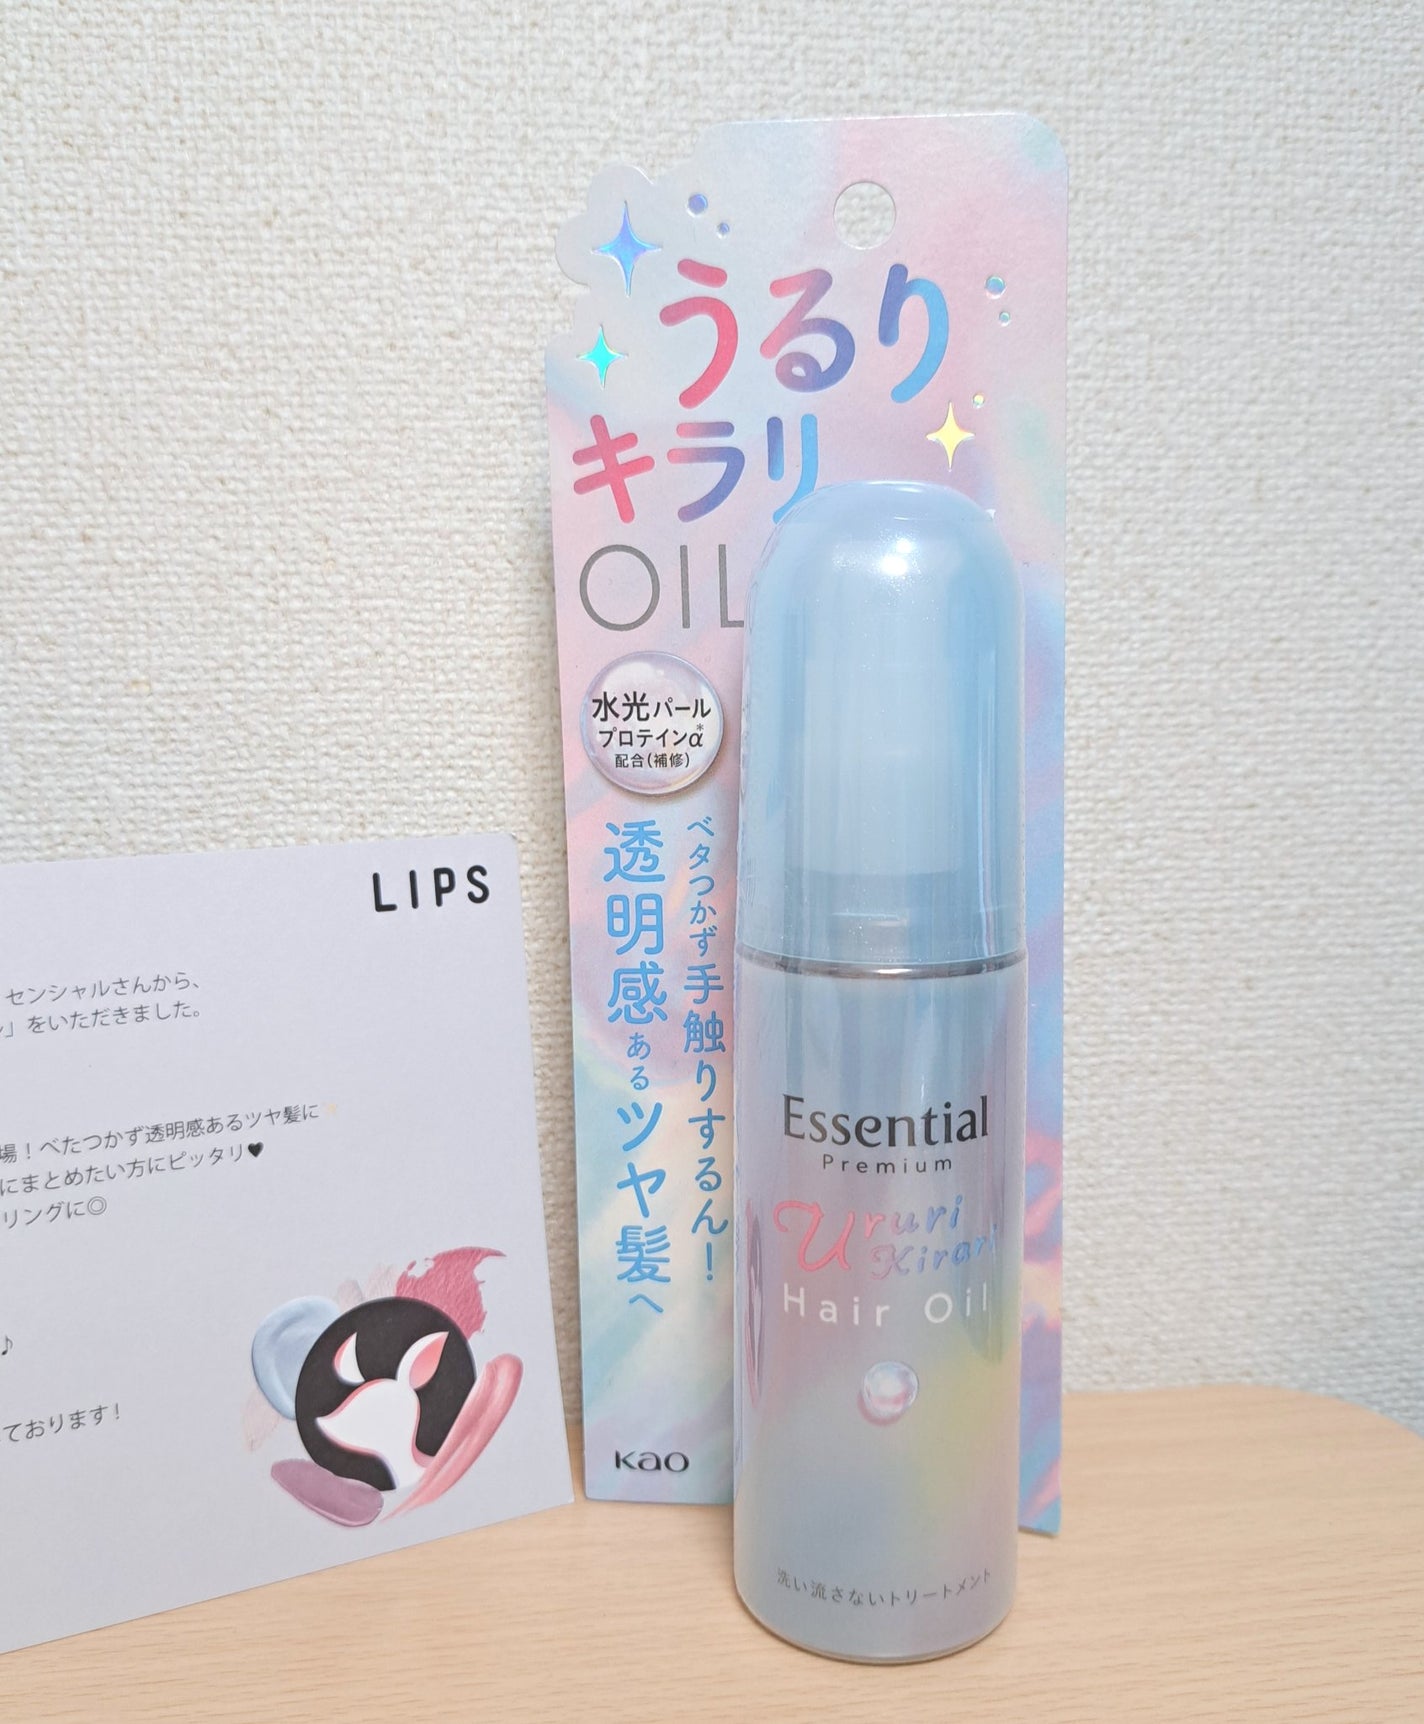 うるり
キラリ
OIL
水光パール
プロテインα*
配合(補修)
ベタつかず手触りするん!
透明感あるツヤ髪へ
kao
Essential
Premium
Ururi
Kirari
Hair Oil
洗い流さないトリートメント
LIPS
センシャルさんから、
」をいただきました。
場！べたつかず透明感あるツヤ髪に✨
にまとめたい方にピッタリ♥
リングに◎
♪
ております！